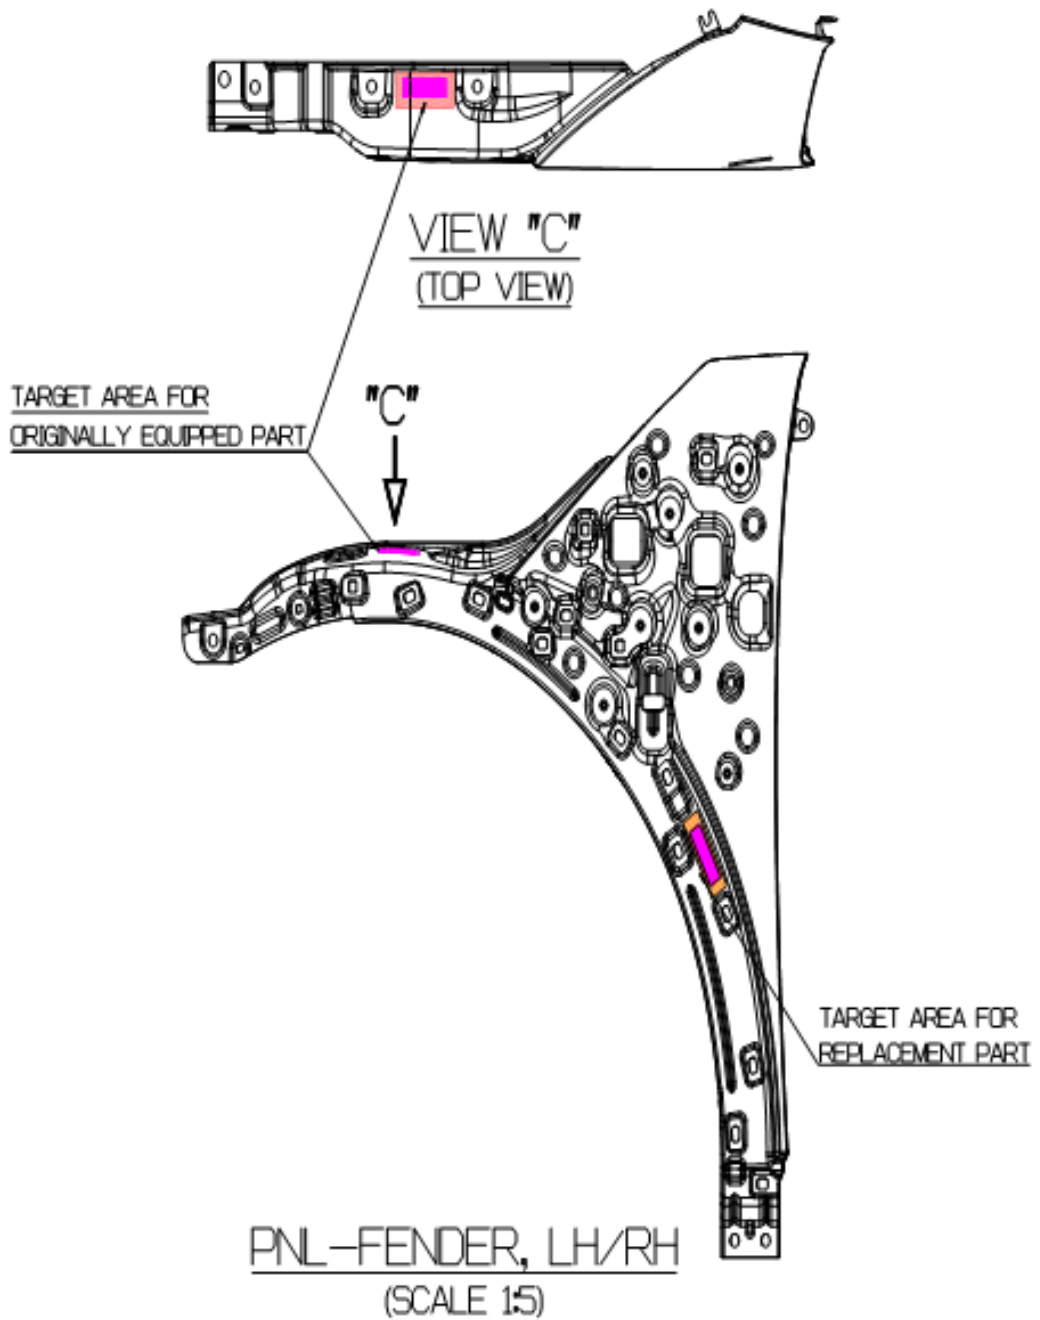 VIEW "C"
(TOP VIEW)
TARGET AREA FOR
ORIGINALLY EQUIPPED PART
"C"
TARGET AREA FOR
REPLACEMENT PART
PNL-FENDER, LH/RH
(SCALE 1:5)